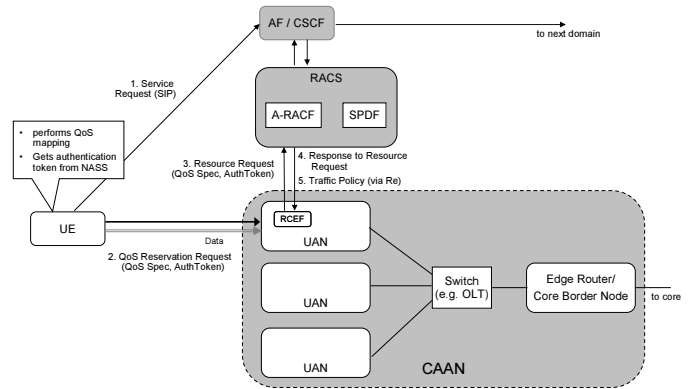 AF / CSCF
to next domain
1. Service
Request (SIP)
RACS
A-RACF
SPDF
• performs QoS
mapping
• Gets authentication
token from NASS
3. Resource Request
(QoS Spec, AuthToken)
4. Response to Resource
Request
5. Traffic Policy (via Re)
UE
RCEF
UAN
Data
2. QoS Reservation Request
(QoS Spec, AuthToken)
UAN
Switch
(e.g. OLT)
Edge Router/
Core Border Node
to core
UAN
CAAN